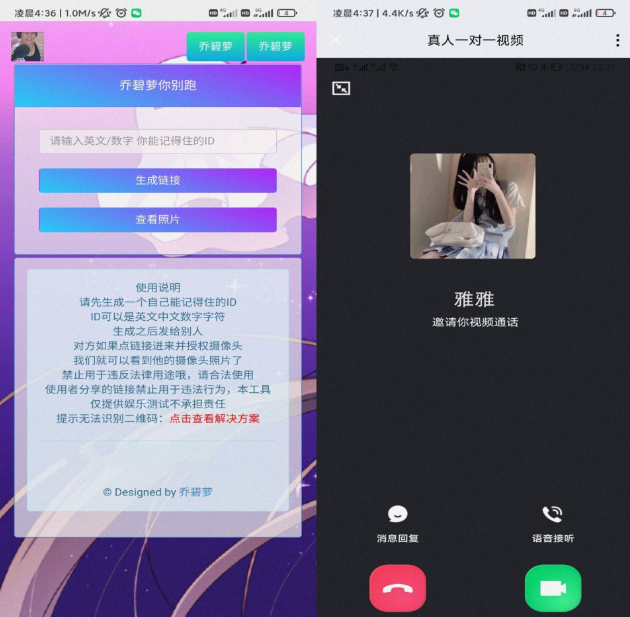 凌晨4:36 | 1.0M/s
4
乔碧萝
乔碧萝
乔碧萝你别跑
请输入英文/数字 你能记得住的ID
生成链接
查看照片
使用说明
请先生成一个自己能记得住的ID
ID可以是英文中文数字字符
生成之后发给别人
对方如果点链接进来并授权摄像头
我们就可以看到他的摄像头照片了
禁止用于违反法律用途哦，请合法使用
使用者分享的链接禁止用于违法行为，本工具
仅提供娱乐测试不承担责任
提示无法识别二维码：点击查看解决方案
© Designed by 乔碧萝
凌晨4:37 | 4.4K/s
4
真人一对一视频
雅雅
邀请你视频通话
消息回复
语音接听